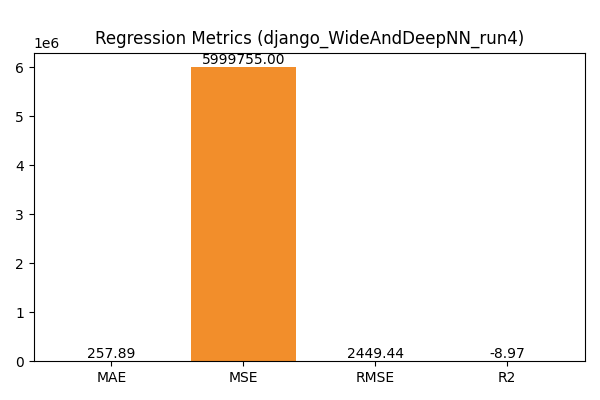 Regression Metrics (django_WideAndDeepNN_run4)
1e6
5999755.00
6
5
4
3
2
1
0
257.89
2449.44
-8.97
MAE
MSE
RMSE
R2